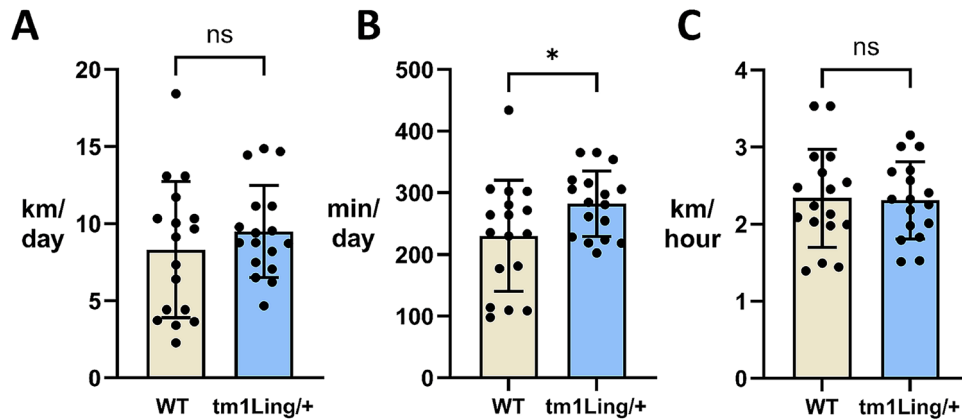 A
ns
20
15
10
5
0
km/
day
WT
tm1Ling/+
B
*
500
400
300
200
100
0
min/
day
WT
tm1Ling/+
C
ns
4
3
2
1
0
km/
hour
WT
tm1Ling/+